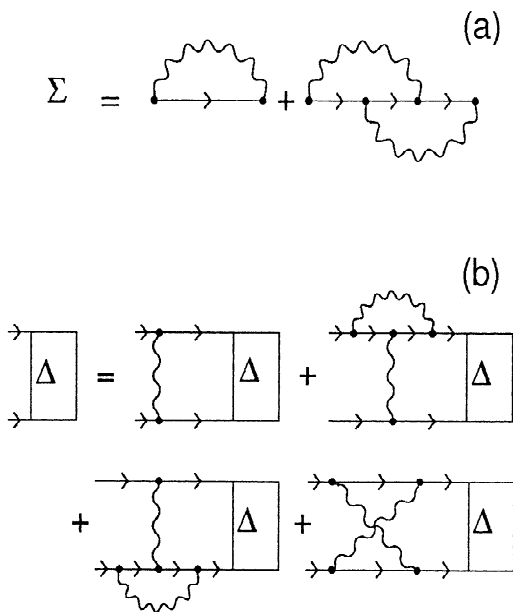 (a)
Σ = +
(b)
Δ = Δ + Δ
+ Δ + Δ